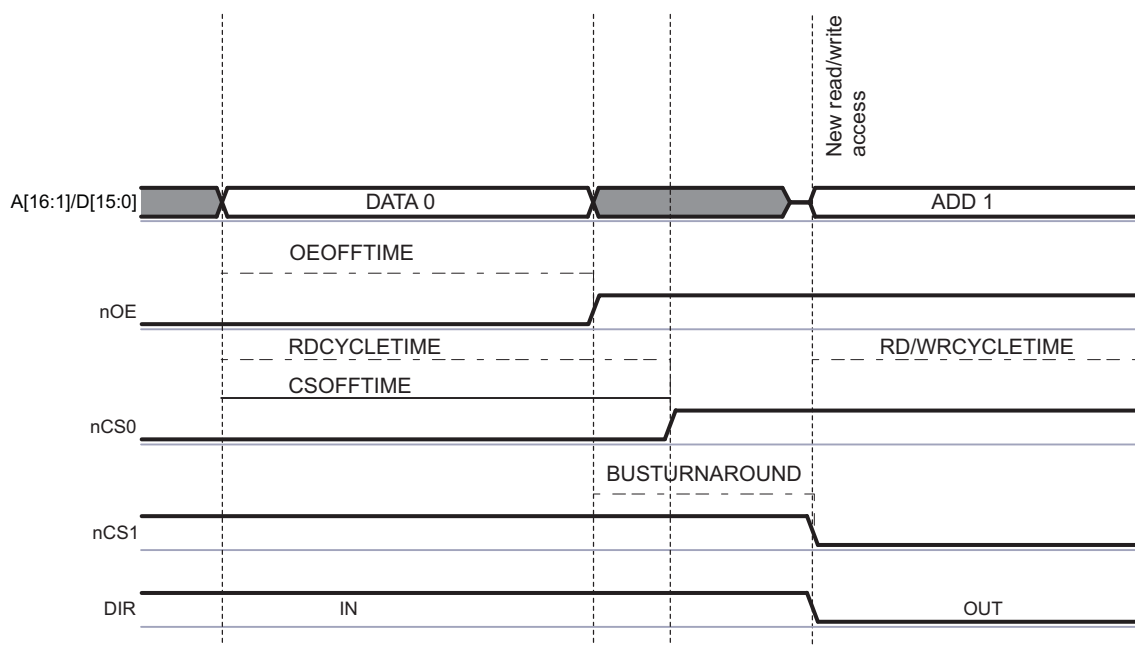 New read/write
access
A[16:1]/D[15:0]
DATA 0
ADD 1
OEOFFTIME
nOE
RDCYCLETIME
RD/WRCYCLETIME
CSOFFTIME
nCS0
BUSTURNAROUND
nCS1
DIR
IN
OUT